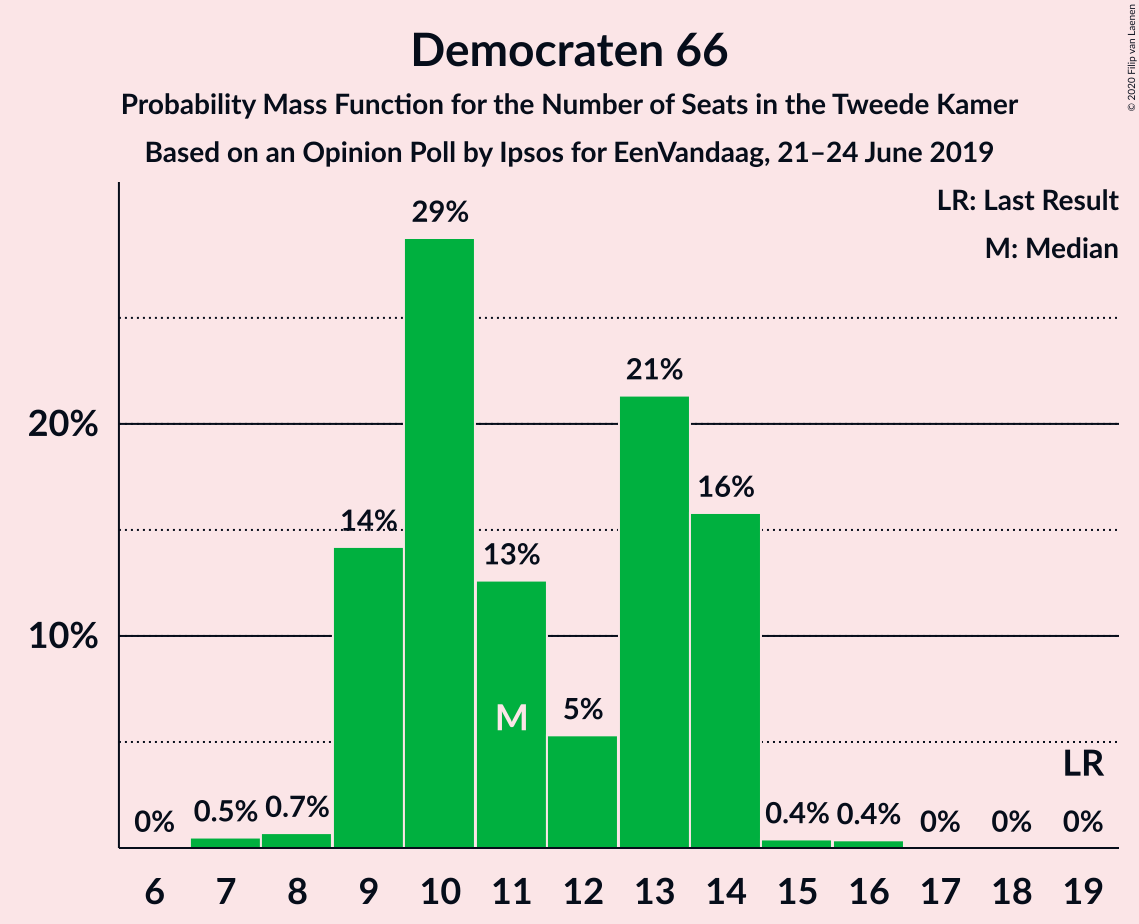 Democraten 66
Probability Mass Function for the Number of Seats in the Tweede Kamer
Based on an Opinion Poll by Ipsos for EenVandaag, 21–24 June 2019
© 2020 Filip van Laenen
LR: Last Result
M: Median
29%
21%
20%
16%
14%
13%
10%
M
5%
LR
0%
0.5%
0.7%
0.4%
0.4%
0%
0%
0%
6 7 8 9 10 11 12 13 14 15 16 17 18 19